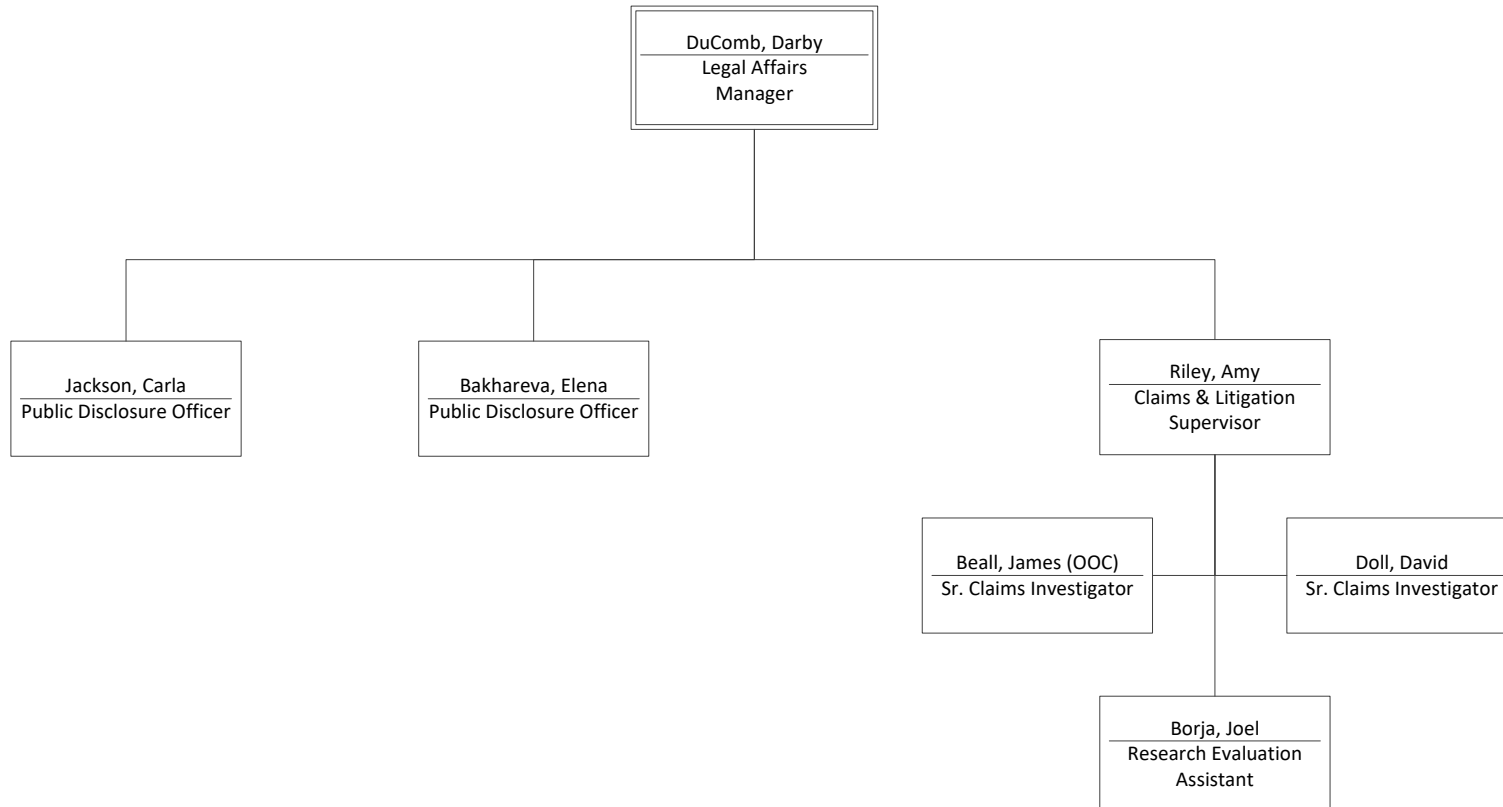 DuComb, Darby
Legal Affairs
Manager
Jackson, Carla
Public Disclosure Officer
Bakhareva, Elena
Public Disclosure Officer
Riley, Amy
Claims & Litigation
Supervisor
Beall, James (OOC)
Sr. Claims Investigator
Doll, David
Sr. Claims Investigator
Borja, Joel
Research Evaluation
Assistant